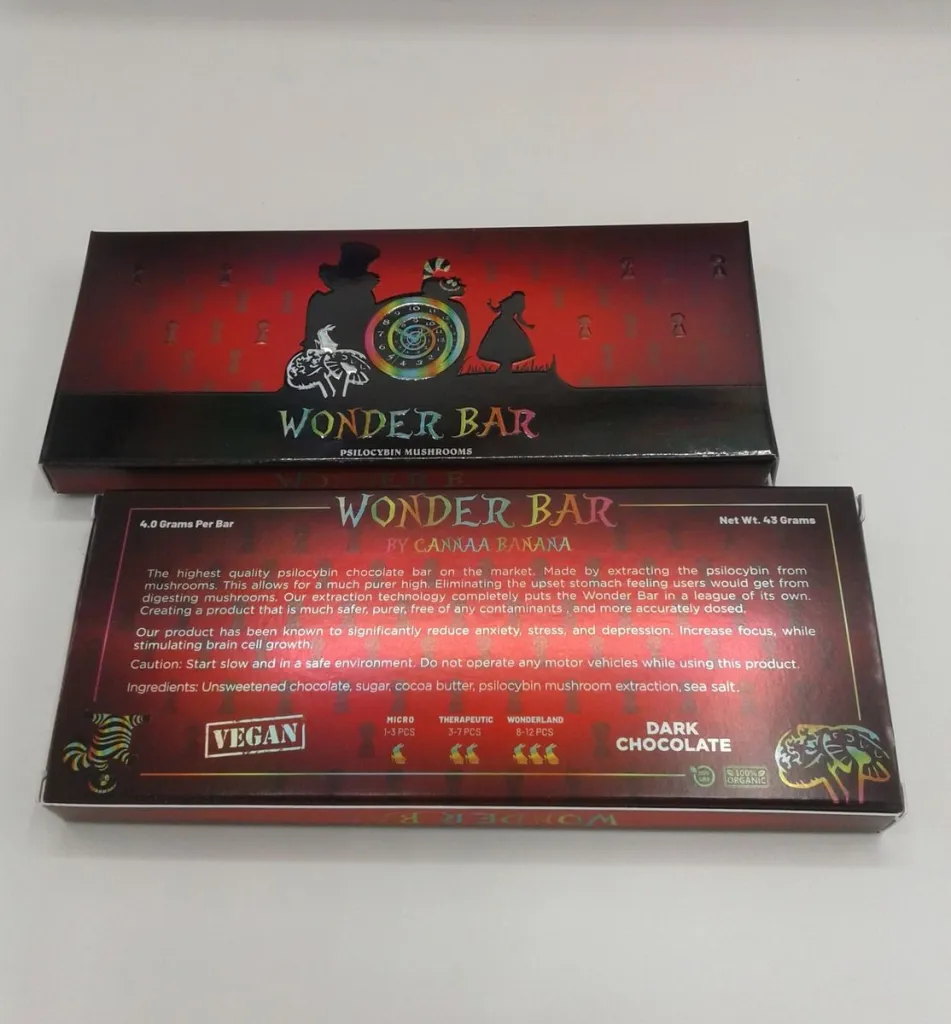 WONDER BAR
PSILOCYBIN MUSHROOMS
4.0 Grams Per Bar
WONDER BAR
Net Wt. 43 Grams
BY CANNAA BANANA
The highest quality psilocybin chocolate bar on the market. Made by extracting the psilocybin from
mushrooms. This allows for a much purer high. Eliminating the upset stomach feeling users would get from
digesting mushrooms. Our extraction technology completely puts the Wonder Bar in a league of its own.
Creating a product that is much safer, purer, free of any contaminants , and more accurately dosed.
Our product has been known to significantly reduce anxiety, stress, and depression. Increase focus, while
stimulating brain cell growth.
Caution: Start slow and in a safe environment. Do not operate any motor vehicles while using this product.
Ingredients: Unsweetened chocolate, sugar, cocoa butter, psilocybin mushroom extraction, sea salt.
VEGAN
MICRO
1-3 PCS
THERAPEUTIC
3-7 PCS
WONDERLAND
8-12 PCS
DARK
CHOCOLATE
100%
ORGANIC
WONDER BAR